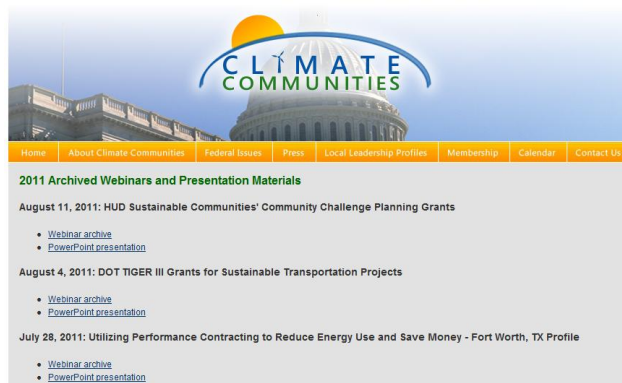 CLIMATE
COMMUNITIES
Home About Climate Communities Federal Issues Press Local Leadership Profiles Membership Calendar Contact Us
2011 Archived Webinars and Presentation Materials
August 11, 2011: HUD Sustainable Communities' Community Challenge Planning Grants
Webinar archive
PowerPoint presentation
August 4, 2011: DOT TIGER III Grants for Sustainable Transportation Projects
Webinar archive
PowerPoint presentation
July 28, 2011: Utilizing Performance Contracting to Reduce Energy Use and Save Money - Fort Worth, TX Profile
Webinar archive
PowerPoint presentation